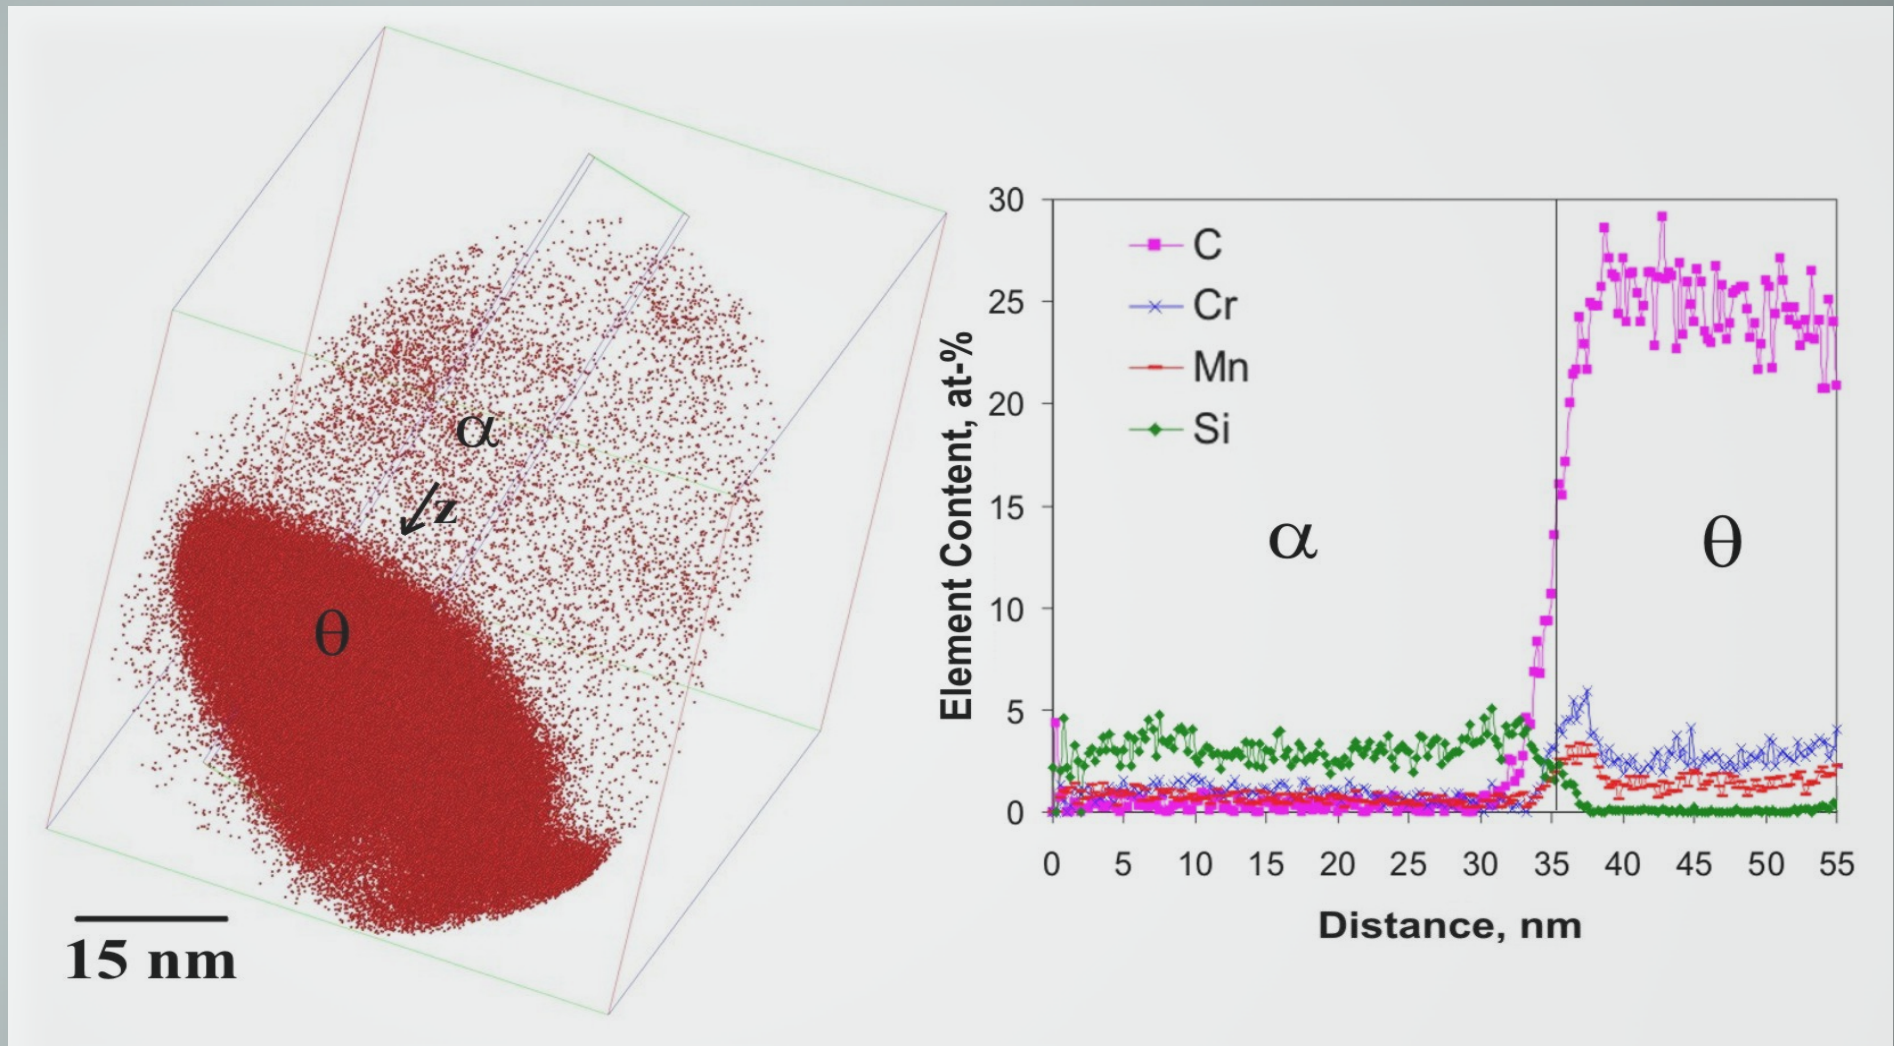 α
z
θ
15 nm
Element Content, at-%
30
25
20
15
10
5
0
C
Cr
Mn
Si
α
θ
0 5 10 15 20 25 30 35 40 45 50 55
Distance, nm